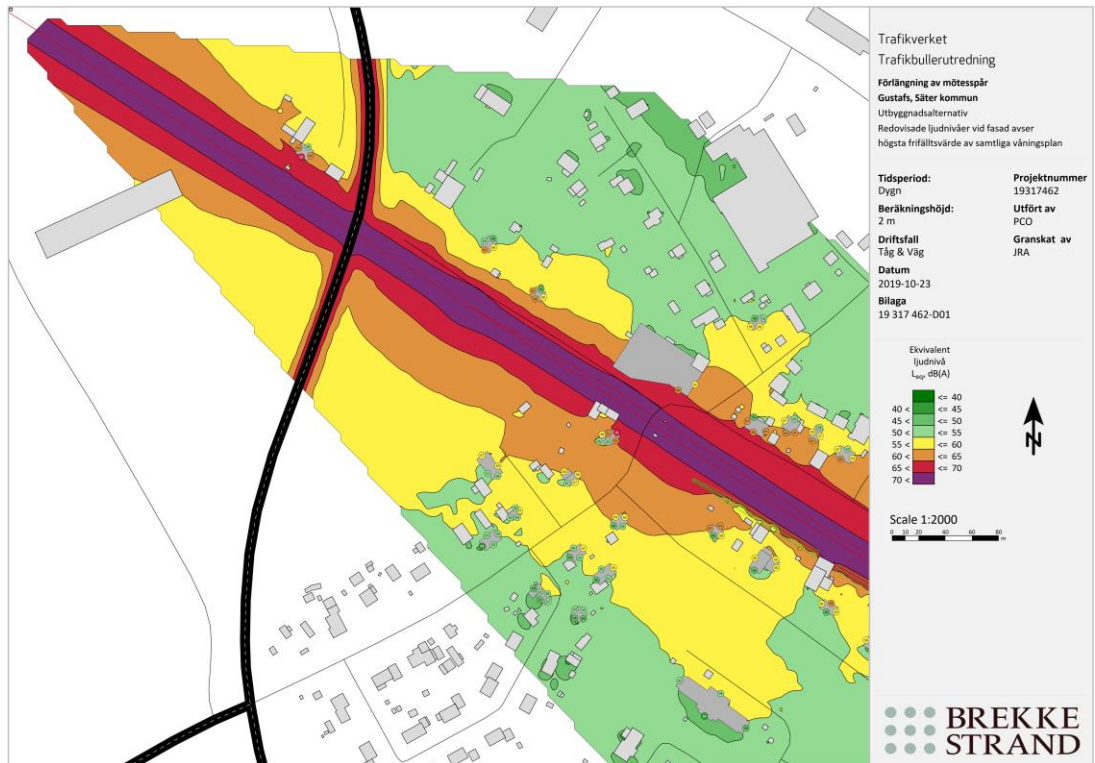 Trafikverket
Trafikbullerutredning
Förlängning av mötesspår
Gustafs, Säter kommun
Utbyggnadsalternativ
Redovisade ljudnivåer vid fasad avser
högsta frifältsvärde av samtliga våningsplan
Tidsperiod: Projektnummer
Dygn 19317462
Beräkningshöjd: Utfört av
2 m PCO
Driftsfall Granskat av
Tåg & Väg JRA
Datum
2019-10-23
Bilaga
19 317 462-D01
Ekvivalent
ljudnivå
Leq, dB(A)
<= 40
40 < <= 45
45 < <= 50
50 < <= 55
55 < <= 60
60 < <= 65
65 < <= 70
70 <
N
Scale 1:2000
0 10 20 40 60 80
m
BREKKE
STRAND